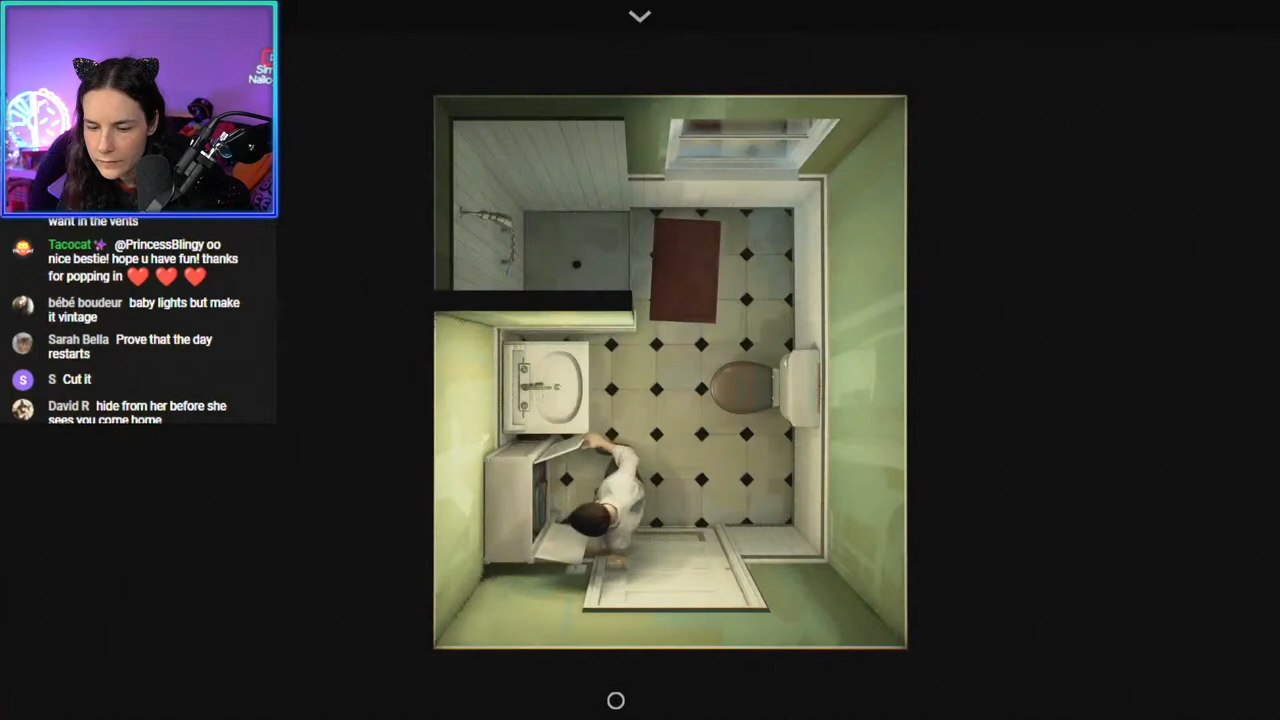 want in the vents
Tacocat @PrincessBlingy oo
nice bestie! hope u have fun! thanks
for popping in
bébé boudeur baby lights but make
it vintage
Sarah Bella Prove that the day
restarts
S
S Cut it
David R hide from her before she
sees you come home